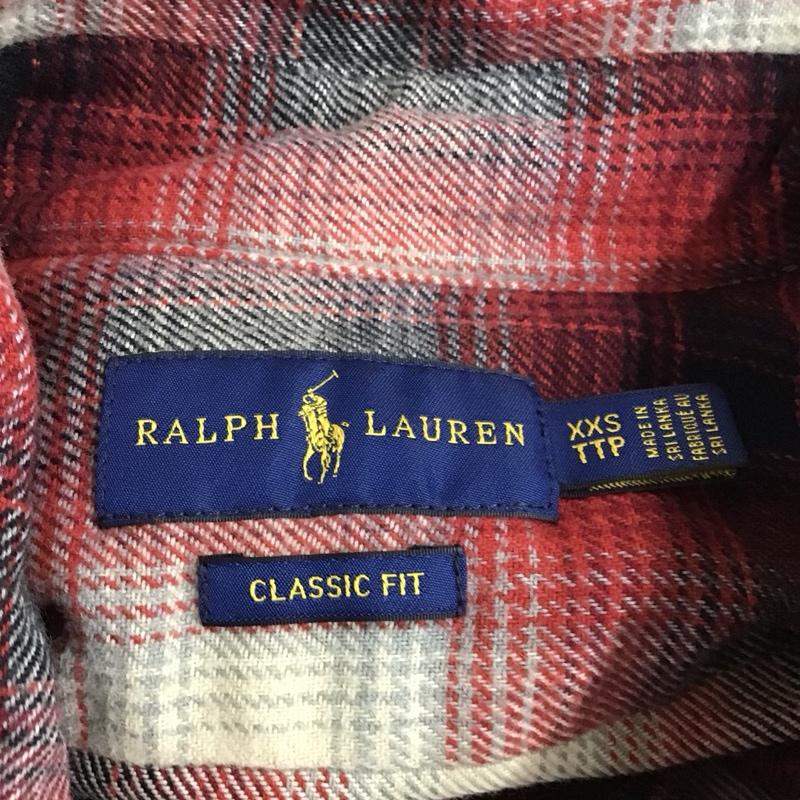 RALPH LAUREN
XXS
TTP
MADE IN
SRI LANKA
FABRIQUÉ AU
SRI LANKA
CLASSIC FIT